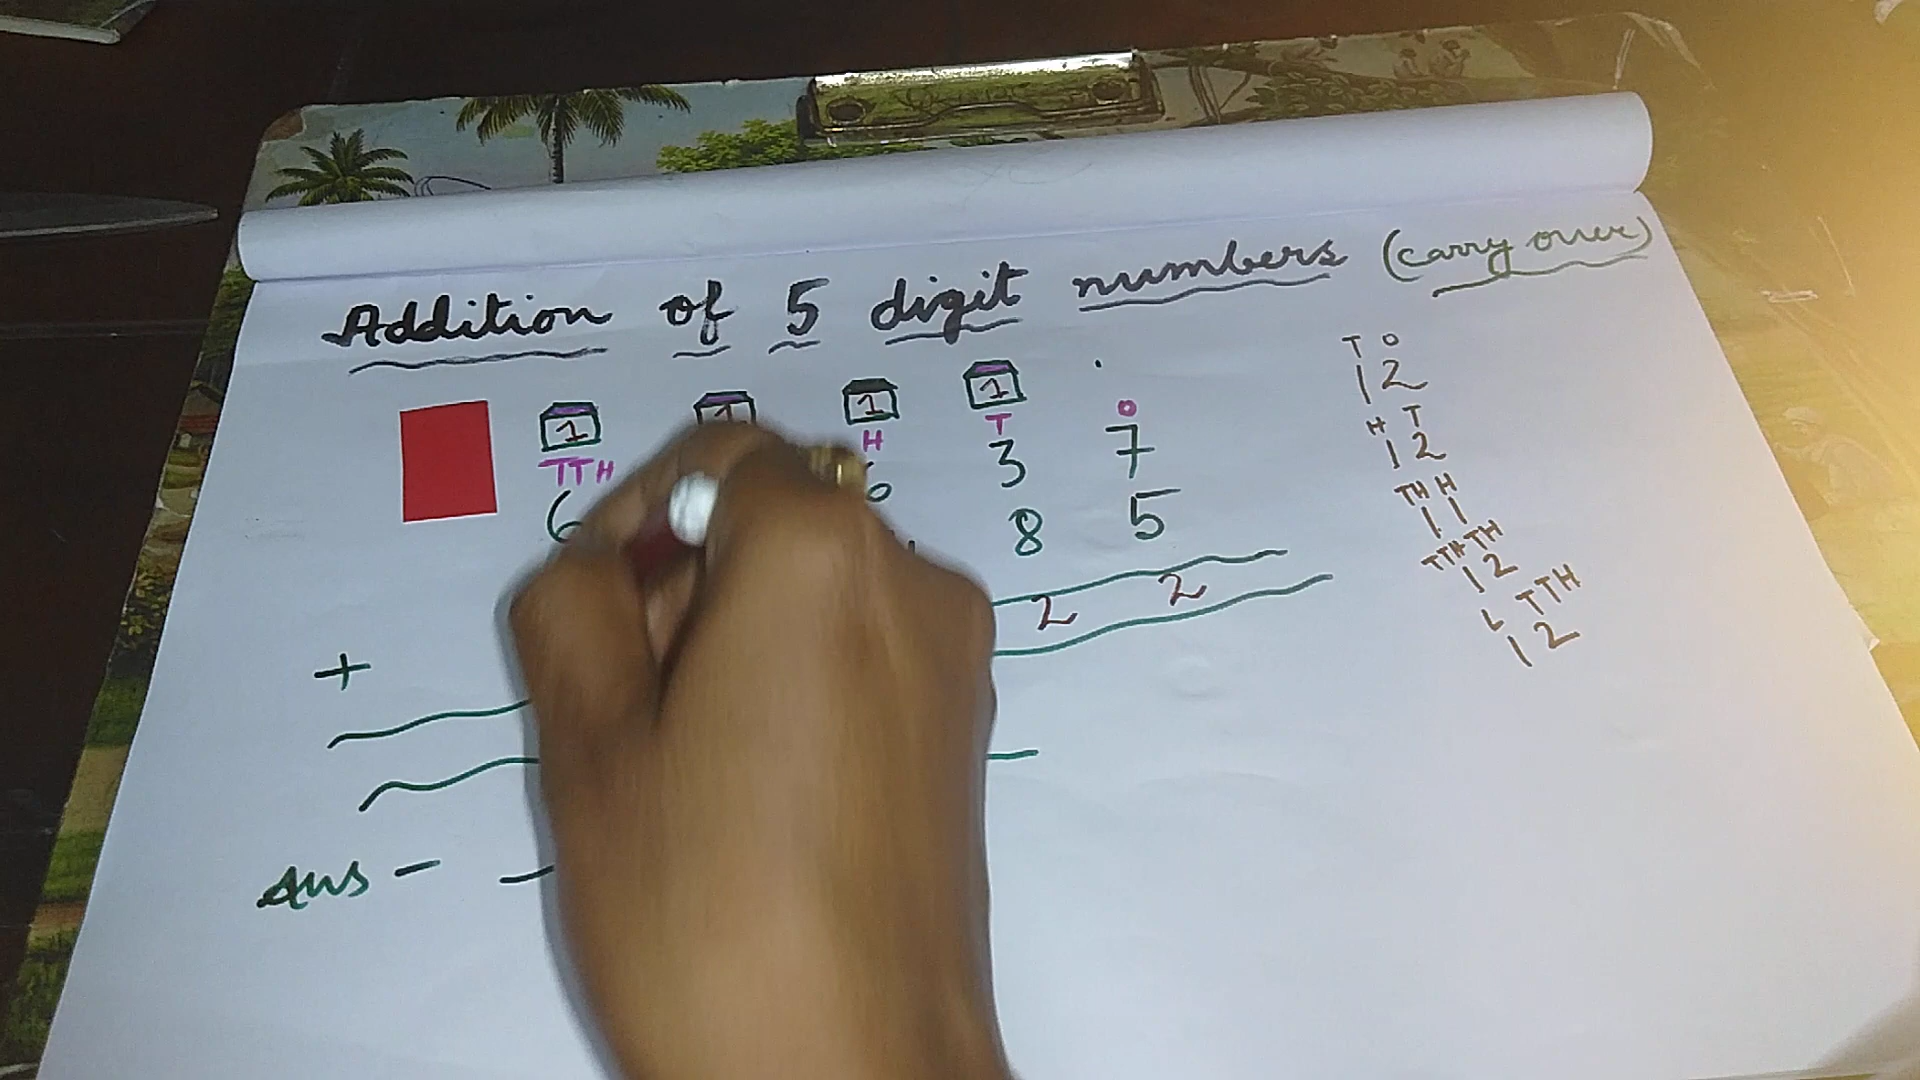 Addition of 5 digit numbers (carry over)
1 1 1 1
TTH H T O
6 3 7
8 5
2 2
+
Ans -
T O
1 2
H T
1 2
TH H
1 1
TTH TH
1 2
L TTH
1 2